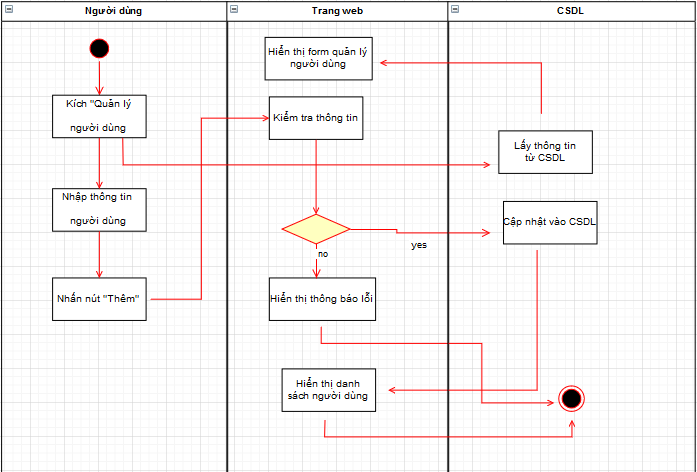 Người dùng
Trang web
CSDL
Hiển thị form quản lý
người dùng
Kích "Quản lý
người dùng
Kiểm tra thông tin
Lấy thông tin
từ CSDL
Nhập thông tin
người dùng
Cập nhật vào CSDL
yes
no
Nhấn nút "Thêm"
Hiển thị thông báo lỗi
Hiển thị danh
sách người dùng